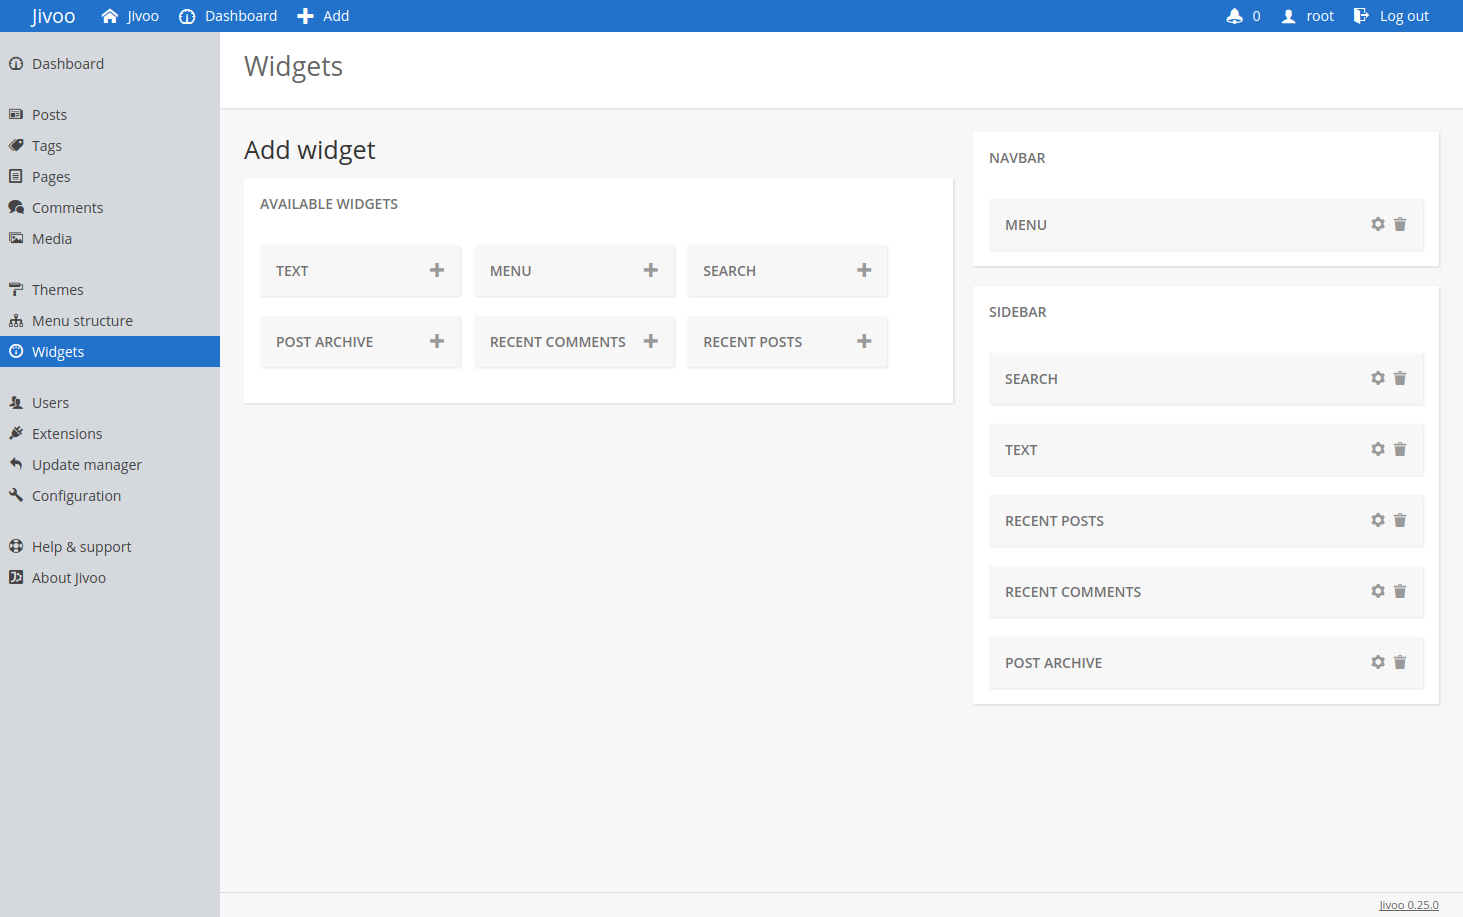 Jivoo Jivoo Dashboard Add 0 root Log out
Dashboard
Posts
Tags
Pages
Comments
Media
Themes
Menu structure
Widgets
Users
Extensions
Update manager
Configuration
Help & support
About Jivoo
Widgets
Add widget
AVAILABLE WIDGETS
TEXT MENU SEARCH
POST ARCHIVE RECENT COMMENTS RECENT POSTS
NAVBAR
MENU
SIDEBAR
SEARCH
TEXT
RECENT POSTS
RECENT COMMENTS
POST ARCHIVE
Jivoo 0.25.0